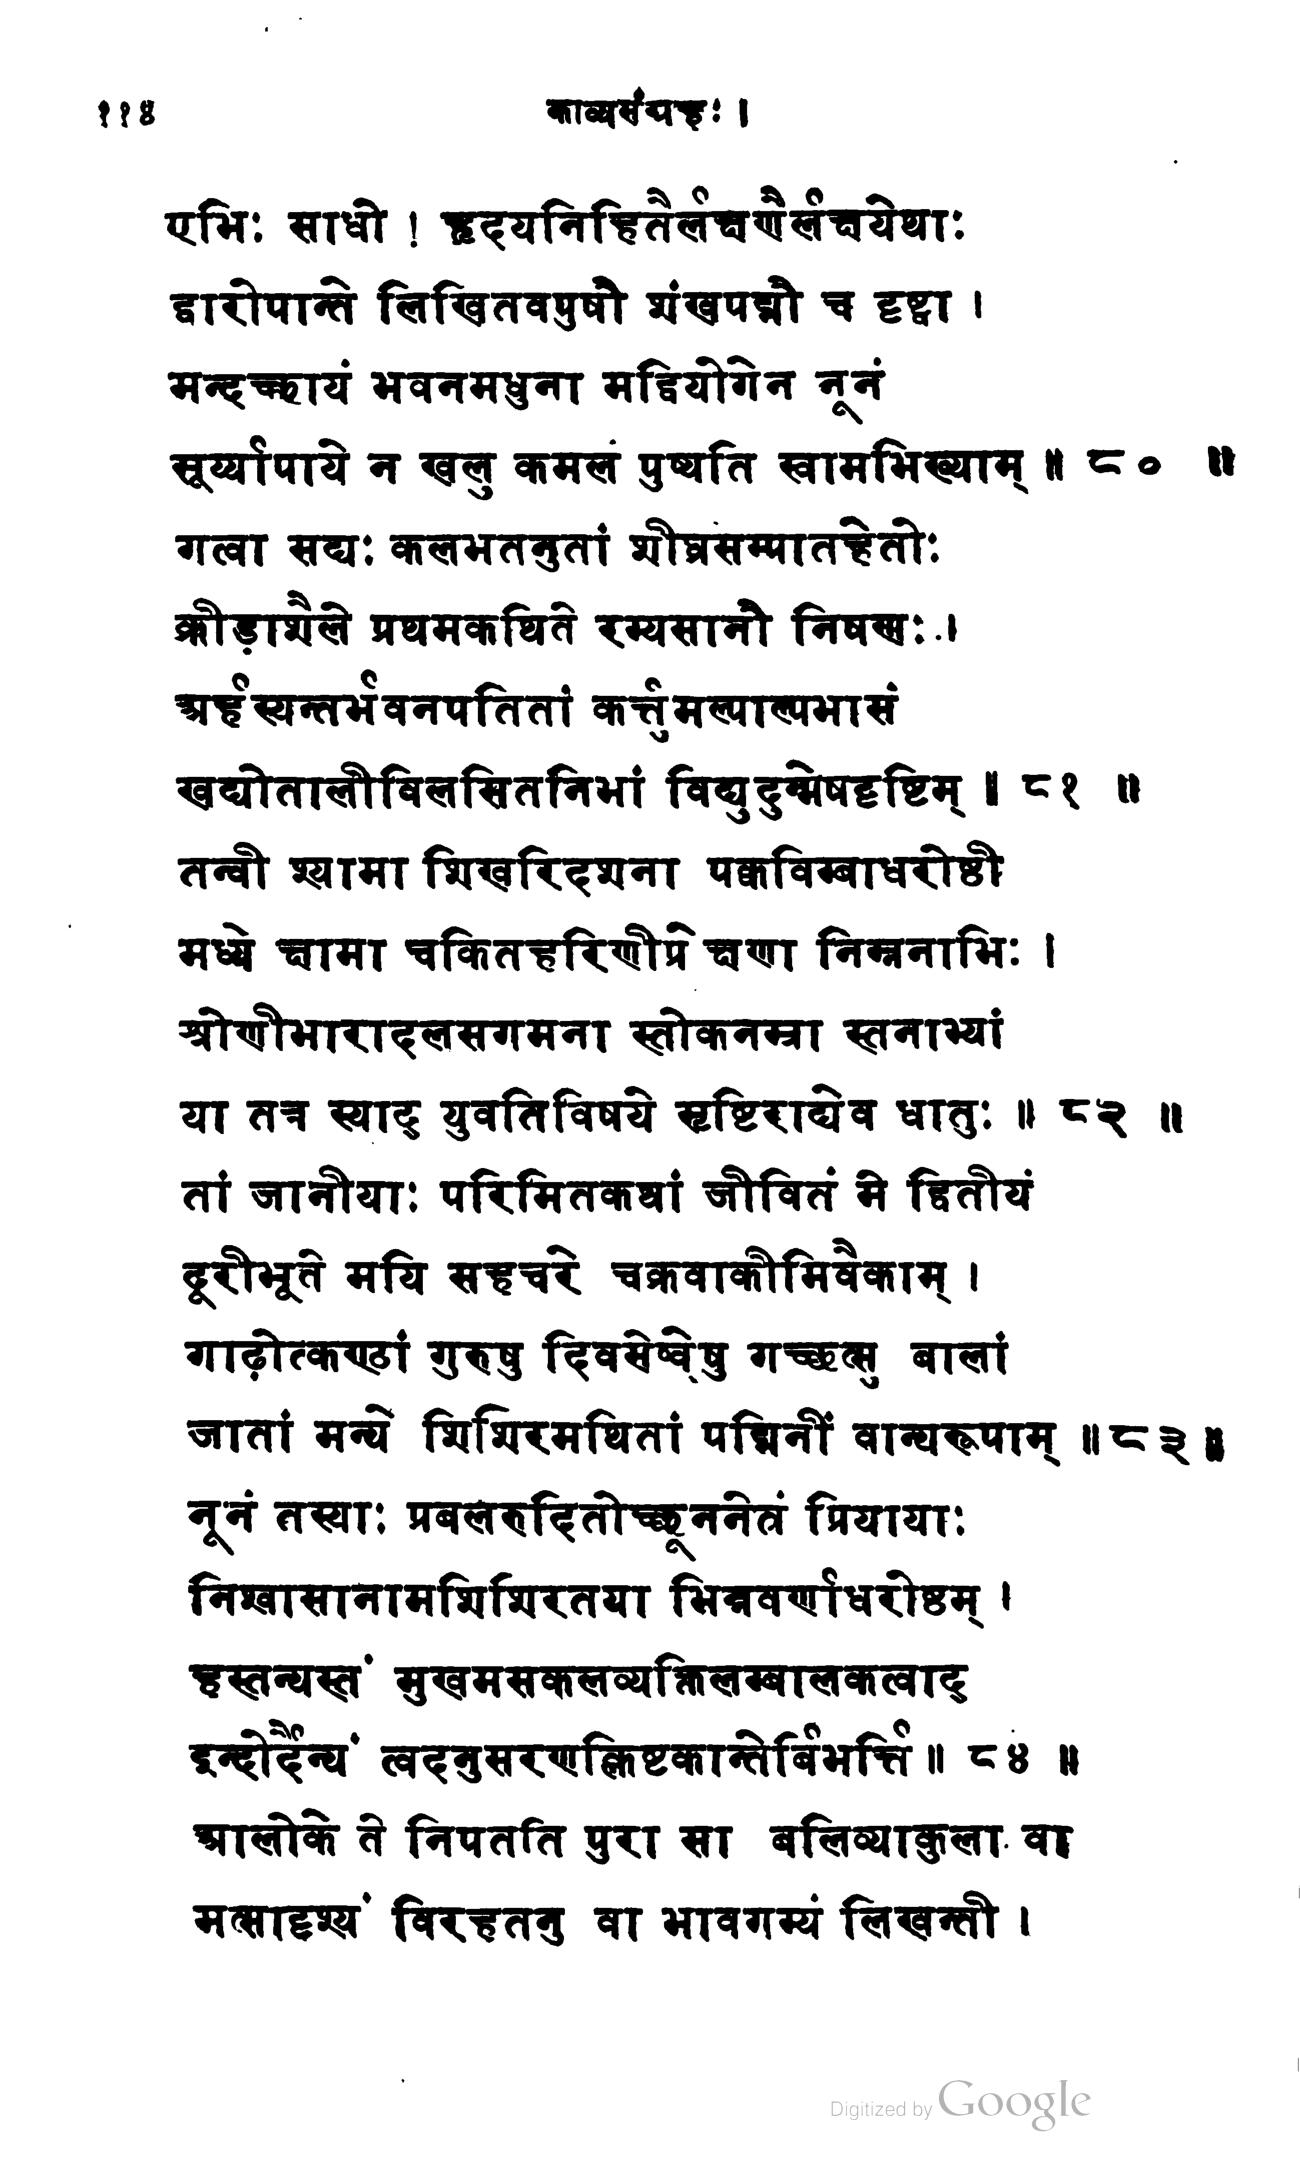 ११४ काव्यसंग्रहः ।
एभिः साधो ! हृदयनिहितैर्लक्षणैर्लक्षयेथाः
द्वारोपान्ते लिखितवपुषौ शंखपद्मौ च दृष्ट्वा ।
मन्दच्छायं भवनमधुना मद्वियोगेन नूनं
सूर्य्यापाये न खलु कमलं पुष्यति स्वामभिख्याम् ॥ ८० ॥
गत्वा सद्यः कलभतनुतां शीघ्रसम्पातहेतोः
क्रीड़ाशैले प्रथमकथिते रम्यसानौ निषणः ।
अर्हस्यन्तर्भवनपतितां कर्त्तुमल्पाल्पभासं
खद्योतालीविलसितनिभां विद्युदुन्मेषदृष्टिम् ॥ ८१ ॥
तन्वी श्यामा शिखरिदशना पक्वविम्बाधरोष्ठी
मध्ये क्षामा चकितहरिणीप्रेक्षणा निम्ननाभिः ।
श्रोणीभारादलसगमना स्तोकनम्रा स्तनाभ्यां
या तत्र स्याद् युवतिविषये सृष्टिराद्येव धातुः ॥ ८२ ॥
तां जानीयाः परिमितकथां जीवितं मे द्वितीयं
दूरीभूते मयि सहचरे चक्रवाकीमिवैकाम् ।
गाढ़ोत्कण्ठां गुरुषु दिवसेष्वेषु गच्छत्सु बालां
जातां मन्ये शिशिरमथितां पद्मिनीं वान्यरूपाम् ॥ ८३ ॥
नूनं तस्याः प्रबलरुदितोच्छूननेत्रं प्रियायाः
निश्वासानामशिशिरतया भिन्नवर्णाधरोष्ठम् ।
हस्तन्यस्तं मुखमसकलव्यक्तिलम्बालकत्वाद्
इन्दोर्दैन्यं त्वदनुसरणक्लिष्टकान्तेर्बिभर्त्ति ॥ ८४ ॥
आलोके ते निपतति पुरा सा बलिव्याकुला वा
मत्सादृश्यं विरहतनु वा भावगम्यं लिखन्ती ।
Digitized by Google